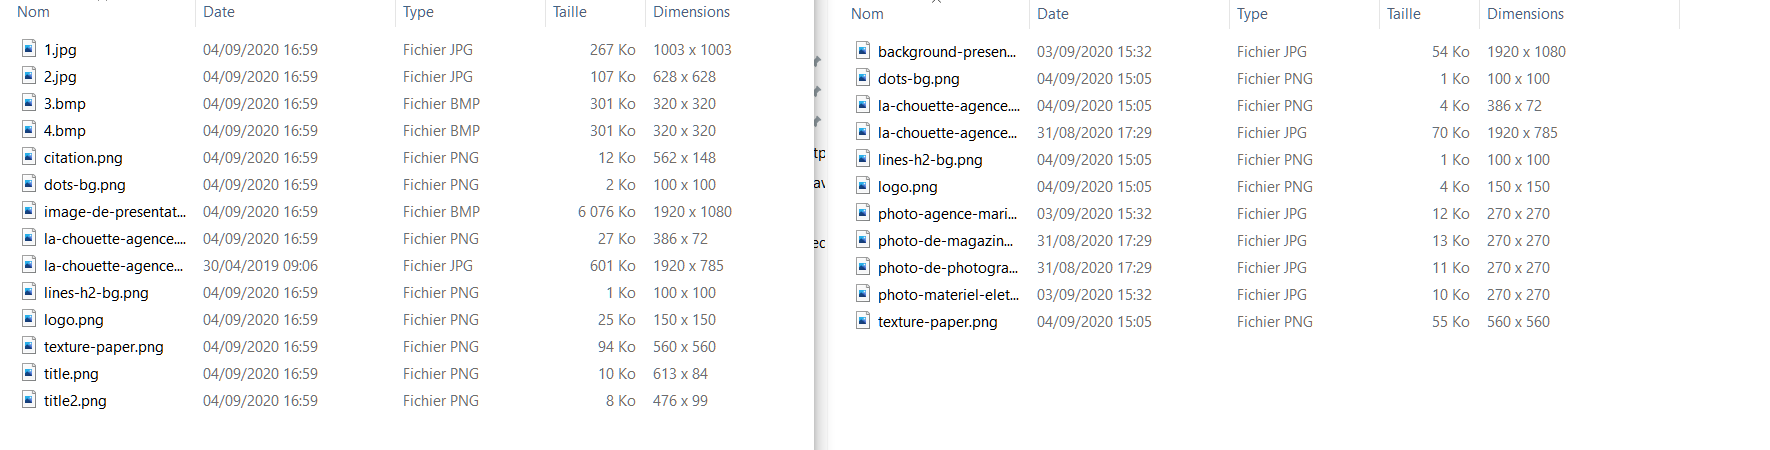 Nom Date Type Taille Dimensions
1.jpg 04/09/2020 16:59 Fichier JPG 267 Ko 1003 x 1003
2.jpg 04/09/2020 16:59 Fichier JPG 107 Ko 628 x 628
3.bmp 04/09/2020 16:59 Fichier BMP 301 Ko 320 x 320
4.bmp 04/09/2020 16:59 Fichier BMP 301 Ko 320 x 320
citation.png 04/09/2020 16:59 Fichier PNG 12 Ko 562 x 148
dots-bg.png 04/09/2020 16:59 Fichier PNG 2 Ko 100 x 100
image-de-presentat... 04/09/2020 16:59 Fichier BMP 6 076 Ko 1920 x 1080
la-chouette-agence.... 04/09/2020 16:59 Fichier PNG 27 Ko 386 x 72
la-chouette-agence... 30/04/2019 09:06 Fichier JPG 601 Ko 1920 x 785
lines-h2-bg.png 04/09/2020 16:59 Fichier PNG 1 Ko 100 x 100
logo.png 04/09/2020 16:59 Fichier PNG 25 Ko 150 x 150
texture-paper.png 04/09/2020 16:59 Fichier PNG 94 Ko 560 x 560
title.png 04/09/2020 16:59 Fichier PNG 10 Ko 613 x 84
title2.png 04/09/2020 16:59 Fichier PNG 8 Ko 476 x 99
Nom Date Type Taille Dimensions
background-presen... 03/09/2020 15:32 Fichier JPG 54 Ko 1920 x 1080
dots-bg.png 04/09/2020 15:05 Fichier PNG 1 Ko 100 x 100
la-chouette-agence.... 04/09/2020 15:05 Fichier PNG 4 Ko 386 x 72
la-chouette-agence... 31/08/2020 17:29 Fichier JPG 70 Ko 1920 x 785
lines-h2-bg.png 04/09/2020 15:05 Fichier PNG 1 Ko 100 x 100
logo.png 04/09/2020 15:05 Fichier PNG 4 Ko 150 x 150
photo-agence-mari... 03/09/2020 15:32 Fichier JPG 12 Ko 270 x 270
photo-de-magazin... 31/08/2020 17:29 Fichier JPG 13 Ko 270 x 270
photo-de-photogra... 31/08/2020 17:29 Fichier JPG 11 Ko 270 x 270
photo-materiel-elet... 03/09/2020 15:32 Fichier JPG 10 Ko 270 x 270
texture-paper.png 04/09/2020 15:05 Fichier PNG 55 Ko 560 x 560